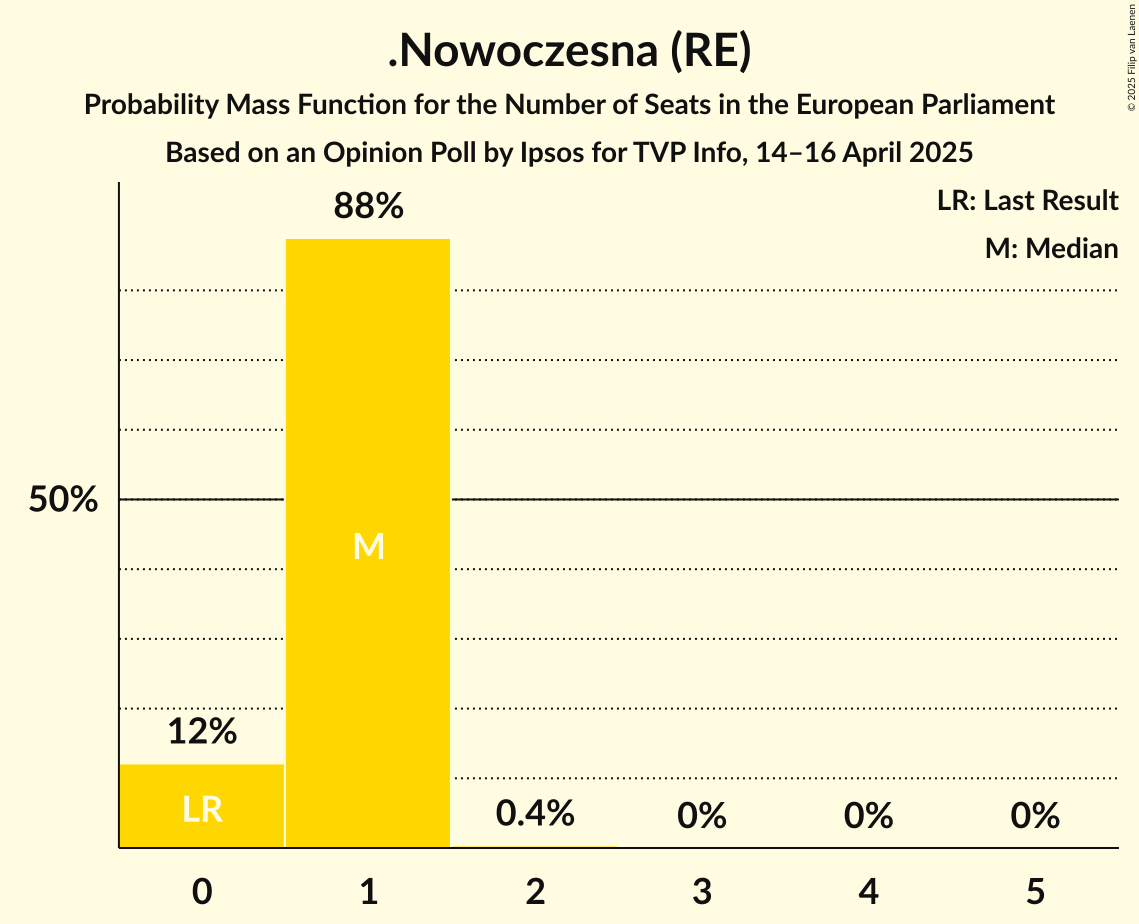 .Nowoczesna (RE)
Probability Mass Function for the Number of Seats in the European Parliament
Based on an Opinion Poll by Ipsos for TVP Info, 14–16 April 2025
© 2025 Filip van Laenen
LR: Last Result
M: Median
88%
50%
M
12%
LR
0.4%
0%
0%
0%
0
1
2
3
4
5